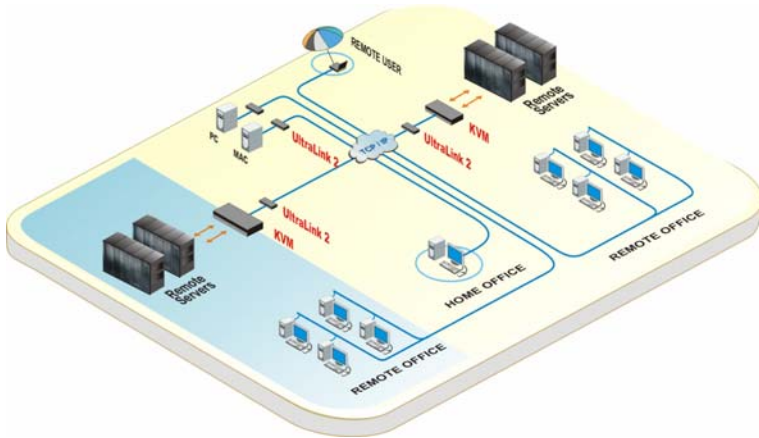 REMOTE USER
Remote
Servers
KVM
UltraLink 2
PC
MAC
UltraLink 2
TCP / IP
UltraLink 2
KVM
Remote
Servers
HOME OFFICE
REMOTE OFFICE
REMOTE OFFICE